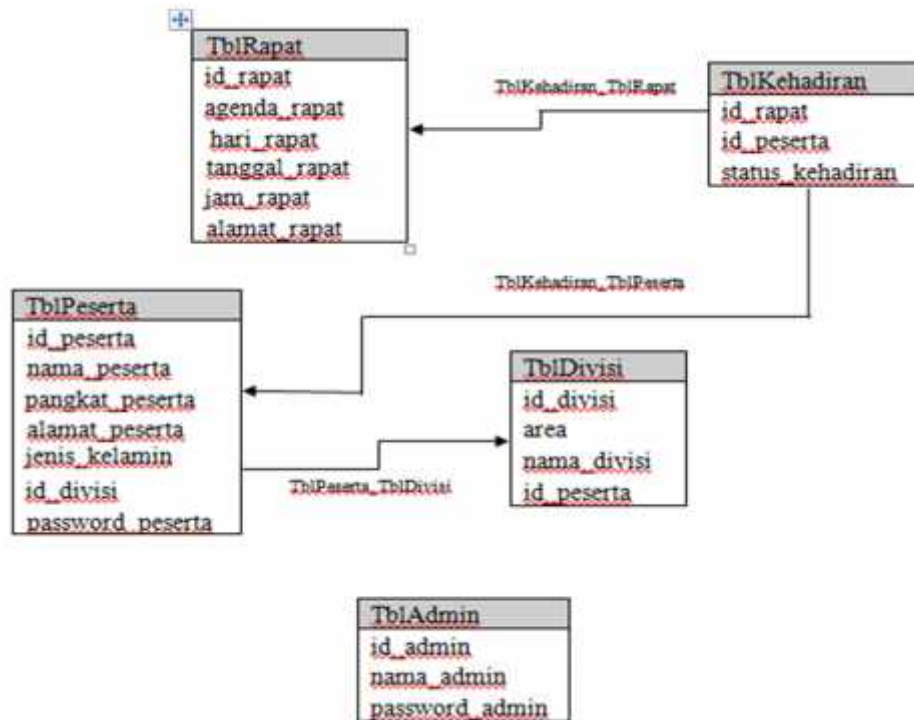 TblRapat
id_rapat
agenda_rapat
hari_rapat
tanggal_rapat
jam_rapat
alamat_rapat
TblKehadiran_TblRapat
TblKehadiran
id_rapat
id_peserta
status_kehadiran
TblKehadiran_TblPeserta
TblPeserta
id_peserta
nama_peserta
pangkat_peserta
alamat_peserta
jenis_kelamin
id_divisi
password_peserta
TblPeserta_TblDivisi
TblDivisi
id_divisi
area
nama_divisi
id_peserta
TblAdmin
id_admin
nama_admin
password_admin